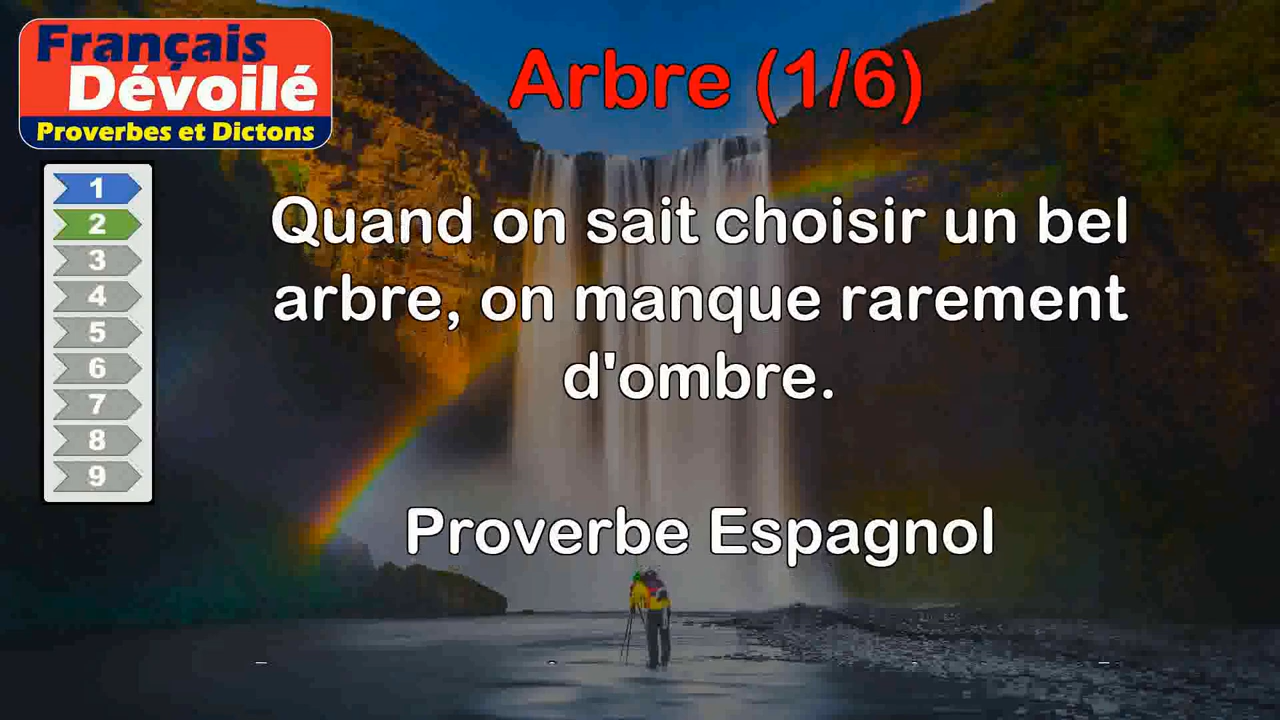 Français
Dévoilé
Proverbes et Dictons
Arbre (1/6)
1
2
3
4
5
6
7
8
9
Quand on sait choisir un bel
arbre, on manque rarement
d'ombre.
Proverbe Espagnol